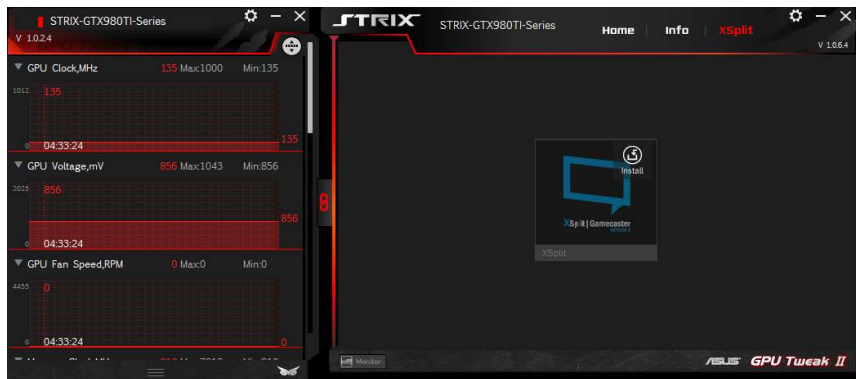 STRIX-GTX980TI-Series
V 1.0.2.4
GPU Clock,MHz 135 Max:1000 Min:135
1012 135
135
0 04:33:24
GPU Voltage,mV 856 Max:1043 Min:856
2025 856
856
0 04:33:24
GPU Fan Speed,RPM 0 Max:0 Min:0
4455 0
0 04:33:24 0
STRIX STRIX-GTX980TI-Series Home Info XSplit
V 1.0.6.4
Install
XSplit | Gamecaster
XSplit
Monitor
ASUS GPU Tweak II